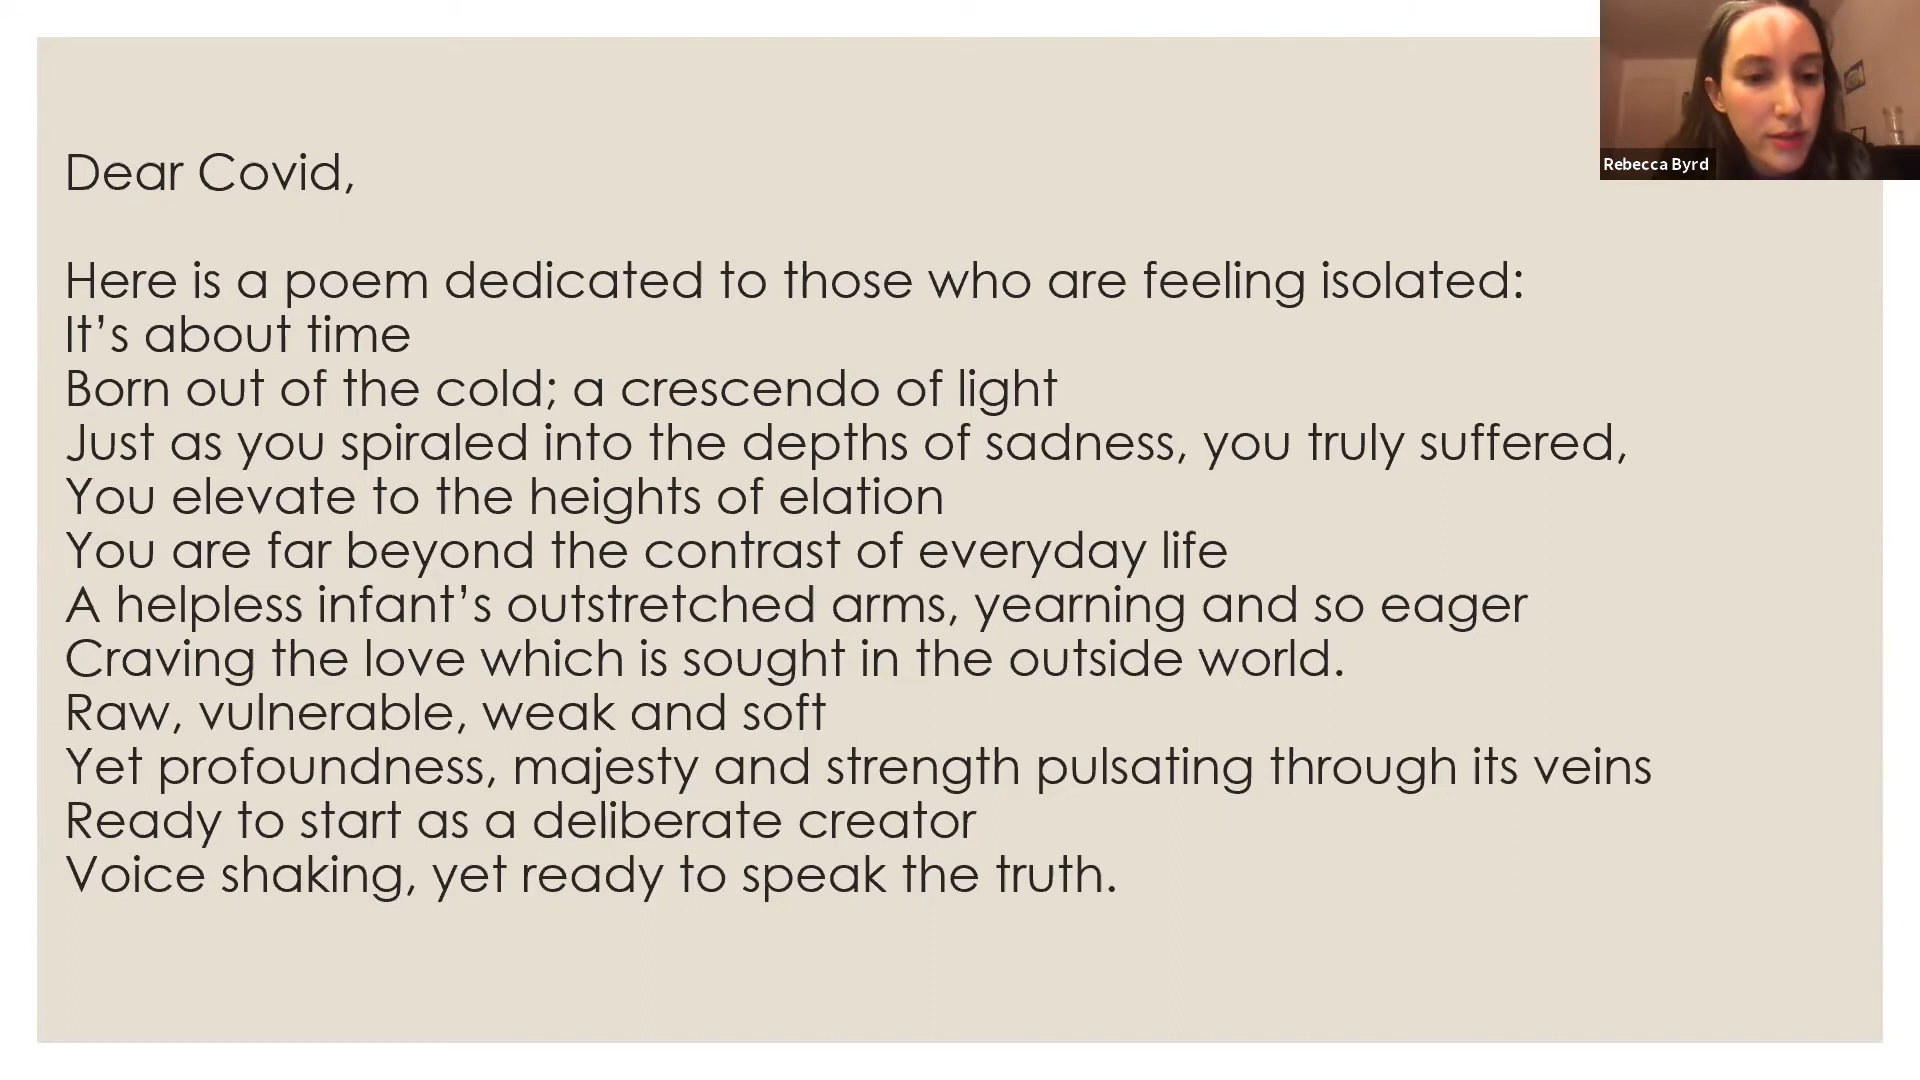 Dear Covid,
Here is a poem dedicated to those who are feeling isolated:
It’s about time
Born out of the cold; a crescendo of light
Just as you spiraled into the depths of sadness, you truly suffered,
You elevate to the heights of elation
You are far beyond the contrast of everyday life
A helpless infant’s outstretched arms, yearning and so eager
Craving the love which is sought in the outside world.
Raw, vulnerable, weak and soft
Yet profoundness, majesty and strength pulsating through its veins
Ready to start as a deliberate creator
Voice shaking, yet ready to speak the truth.
Rebecca Byrd